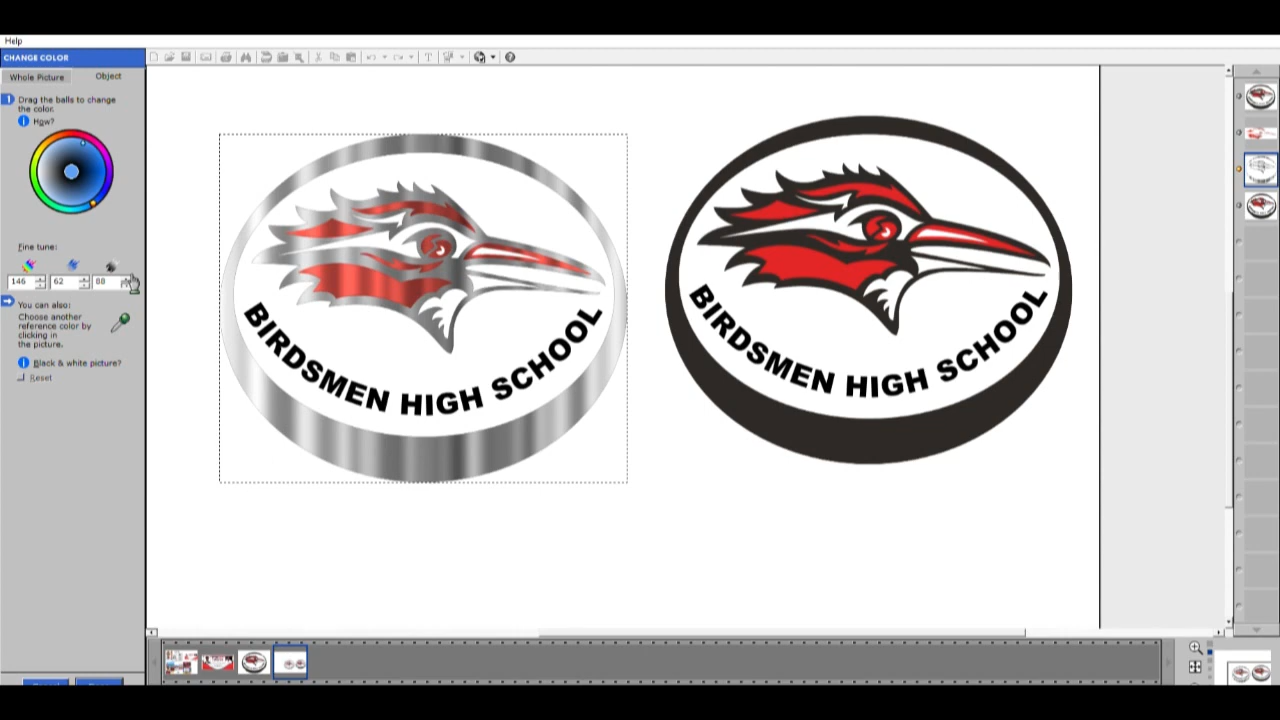 Help
CHANGE COLOR
Whole Picture
Object
1
Drag the balls to change
the color.
How?
Fine tune:
146
62
88
You can also:
Choose another
reference color by
clicking in
the picture.
Black & white picture?
Reset
BIRDSMEN HIGH SCHOOL
BIRDSMEN HIGH SCHOOL